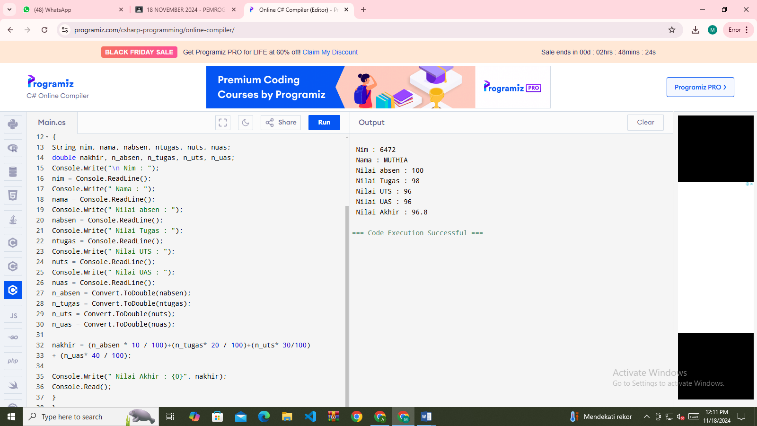 (48) WhatsApp
18 NOVEMBER 2024 - PEMROG
Online C# Compiler (Editor) - P
programiz.com/csharp-programming/online-compiler/
M
Error
BLACK FRIDAY SALE Get Programiz PRO for LIFE at 60% off! Claim My Discount
Sale ends in 00d : 02hrs : 48mins : 24s
Programiz
C# Online Compiler
Premium Coding
Courses by Programiz
Programiz PRO
Programiz PRO >
Main.cs
Share
Run
Output
Clear
12 {
13 String nim, nama, nabsen, ntugas, nuts, nuas;
14 double nakhir, n_absen, n_tugas, n_uts, n_uas;
15 Console.Write("\n Nim : ");
16 nim = Console.ReadLine();
17 Console.Write(" Nama : ");
18 nama = Console.ReadLine();
19 Console.Write(" Nilai absen : ");
20 nabsen = Console.ReadLine();
21 Console.Write(" Nilai Tugas : ");
22 ntugas = Console.ReadLine();
23 Console.Write(" Nilai UTS : ");
24 nuts = Console.ReadLine();
25 Console.Write(" Nilai UAS : ");
26 nuas = Console.ReadLine();
27 n_absen = Convert.ToDouble(nabsen);
28 n_tugas = Convert.ToDouble(ntugas);
29 n_uts = Convert.ToDouble(nuts);
30 n_uas = Convert.ToDouble(nuas);
31
32 nakhir = (n_absen * 10 / 100)+(n_tugas* 20 / 100)+(n_uts* 30/100)
33 + (n_uas* 40 / 100);
34
35 Console.Write(" Nilai Akhir : {0}", nakhir);
36 Console.Read();
37 }
38 }
Nim : 6472
Nama : MUTHIA
Nilai absen : 100
Nilai Tugas : 98
Nilai UTS : 96
Nilai UAS : 96
Nilai Akhir : 96.8
=== Code Execution Successful ===
JS
php
Activate Windows
Go to Settings to activate Windows.
Type here to search
Mendekati rekor
12:11 PM
11/18/2024